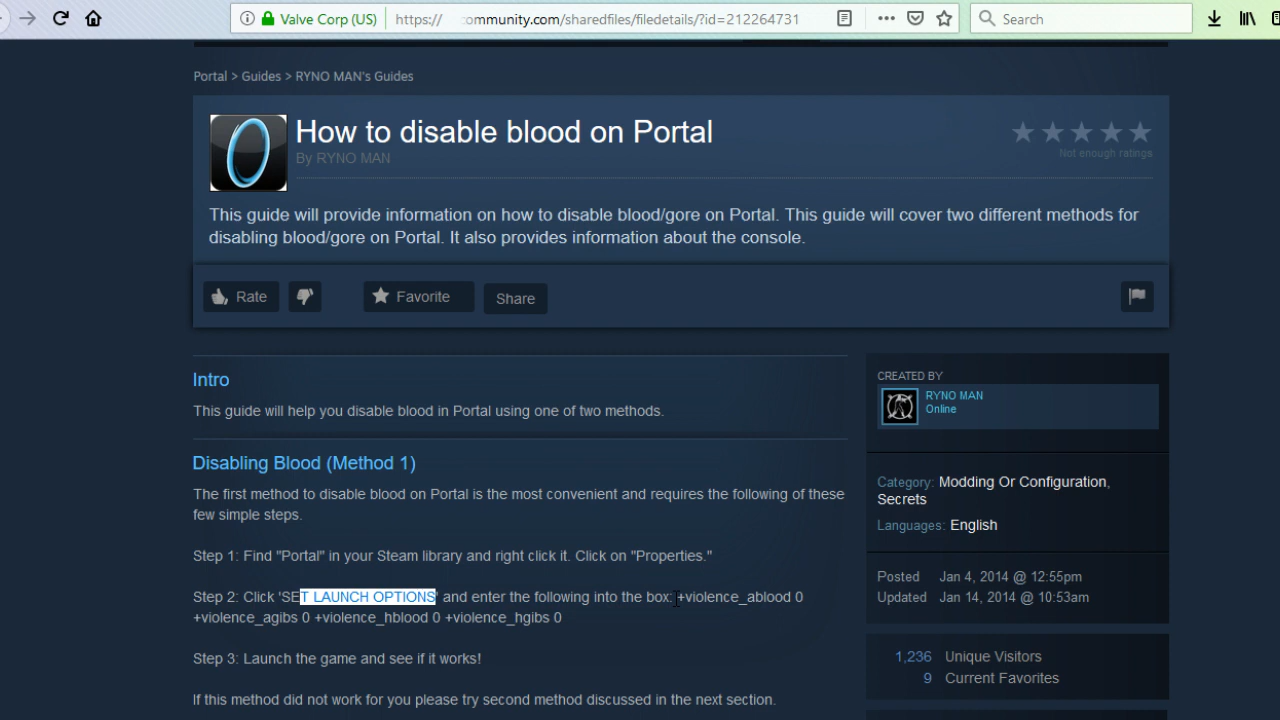 Valve Corp (US) https:// ommunity.com/sharedfiles/filedetails/?id=212264731 Search
Portal > Guides > RYNO MAN's Guides
How to disable blood on Portal
By RYNO MAN
Not enough ratings
This guide will provide information on how to disable blood/gore on Portal. This guide will cover two different methods for
disabling blood/gore on Portal. It also provides information about the console.
Rate Favorite Share
Intro
This guide will help you disable blood in Portal using one of two methods.
Disabling Blood (Method 1)
The first method to disable blood on Portal is the most convenient and requires the following of these
few simple steps.
Step 1: Find "Portal" in your Steam library and right click it. Click on "Properties."
Step 2: Click 'SET LAUNCH OPTIONS' and enter the following into the box: +violence_ablood 0
+violence_agibs 0 +violence_hblood 0 +violence_hgibs 0
Step 3: Launch the game and see if it works!
If this method did not work for you please try second method discussed in the next section.
CREATED BY
RYNO MAN
Online
Category: Modding Or Configuration,
Secrets
Languages: English
Posted Jan 4, 2014 @ 12:55pm
Updated Jan 14, 2014 @ 10:53am
1,236 Unique Visitors
9 Current Favorites